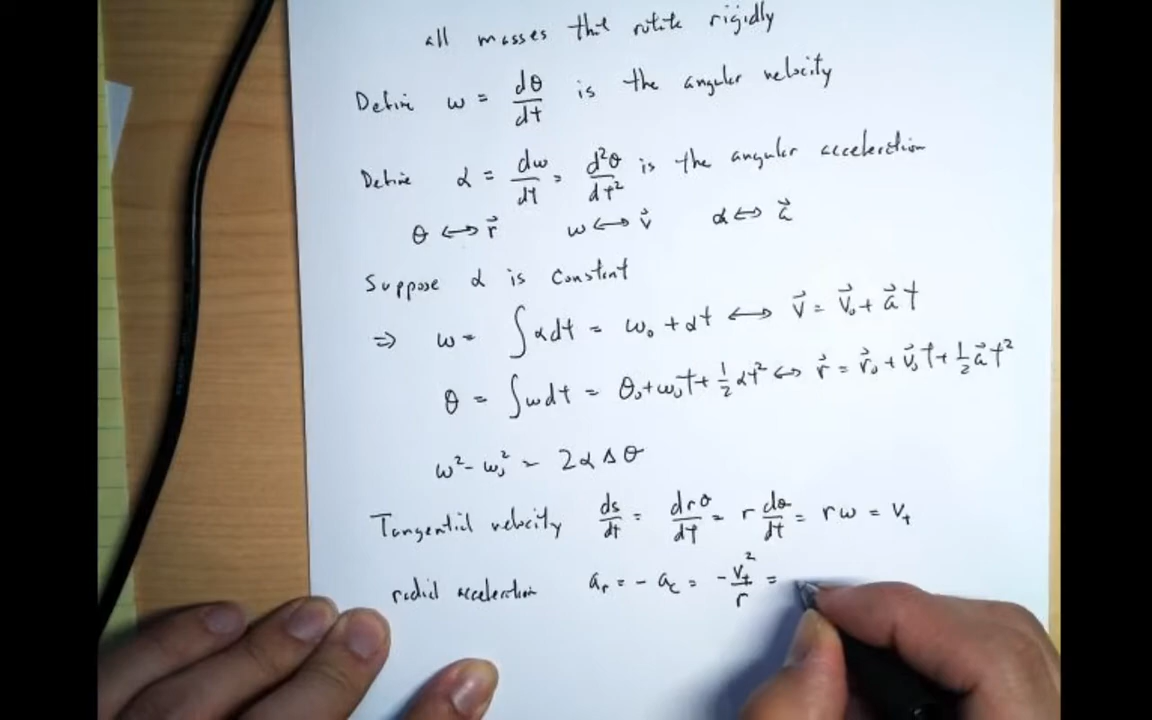 all masses that rotate rigidly
Define ω = dθ/dt is the angular velocity
Define α = dω/dt = d²θ/dt² is the angular acceleration
θ ↔ r⃗   ω ↔ v⃗   α ↔ a⃗
Suppose α is constant
⇒ ω = ∫αdt = ω₀ + αt ↔ v⃗ = v⃗₀ + a⃗t
θ = ∫ωdt = θ₀ + ω₀t + ½αt² ↔ r⃗ = r⃗₀ + v⃗₀t + ½a⃗t²
ω² - ω₀² = 2αΔθ
Tangential velocity ds/dt = drθ/dt = r dθ/dt = rω = vₜ
radial acceleration aᵣ = - a_c = - vₜ²/r =